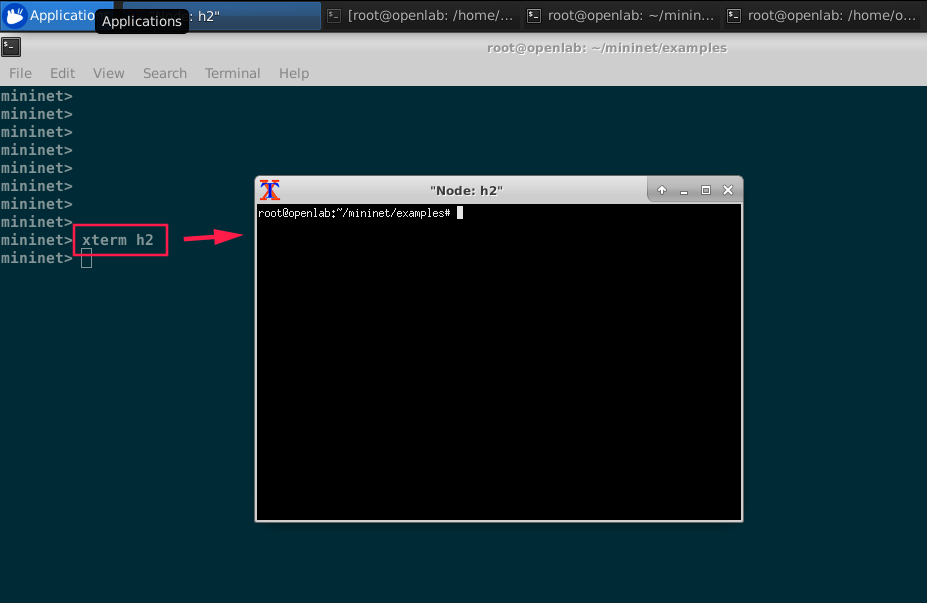 Applications
h2"
[root@openlab: /home/...
root@openlab: ~/minin...
root@openlab: /home/o...
root@openlab: ~/mininet/examples
File Edit View Search Terminal Help
mininet>
mininet>
mininet>
mininet>
mininet>
mininet>
mininet>
mininet>
mininet> xterm h2
mininet>
"Node: h2"
root@openlab:~/mininet/examples#